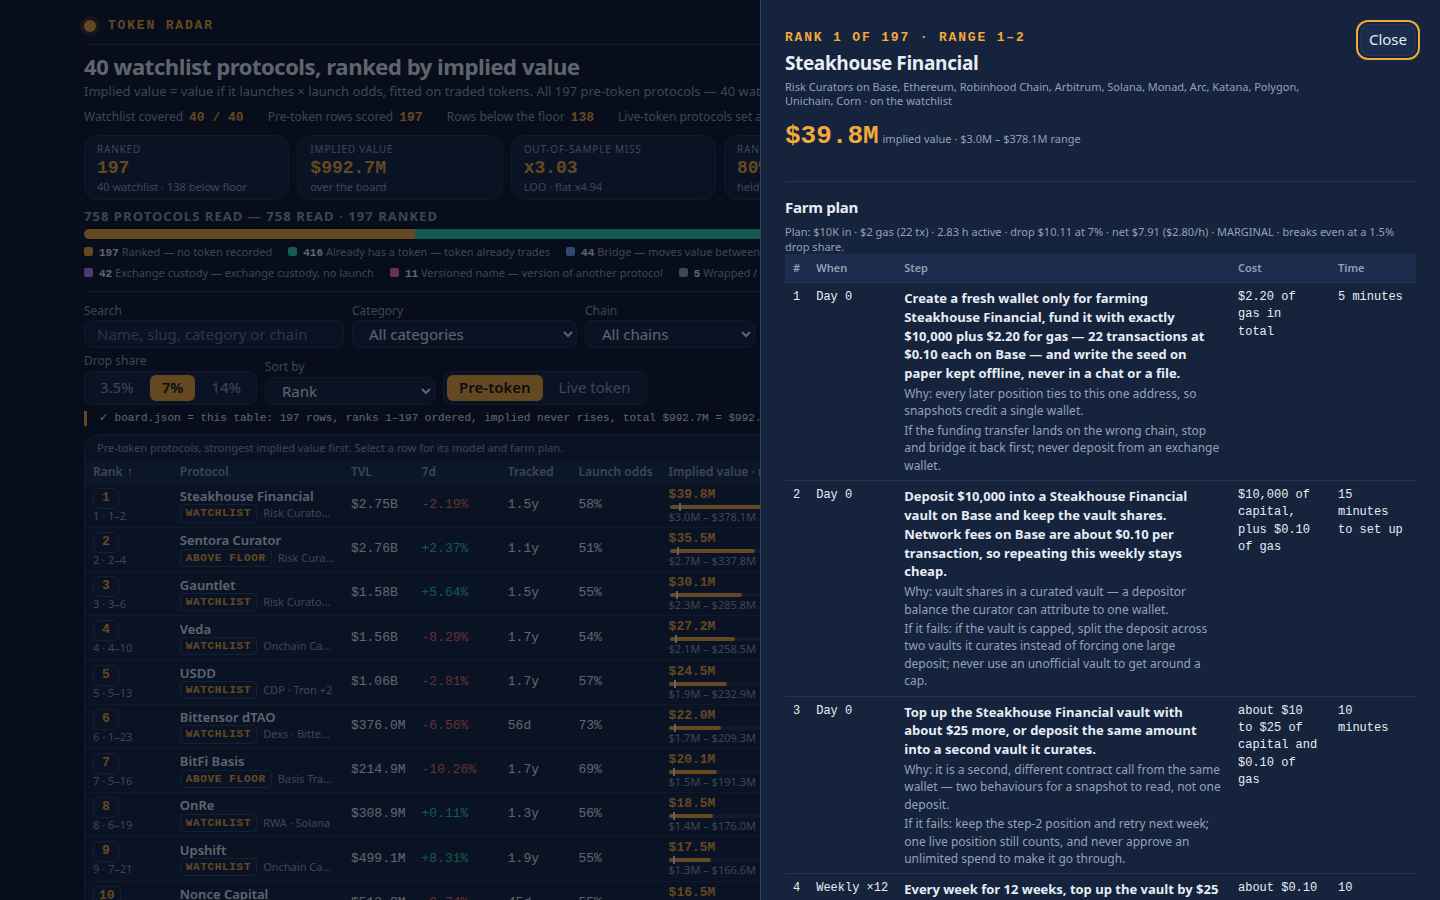 TOKEN RADAR
40 watchlist protocols, ranked by implied value
Implied value = value if it launches × launch odds, fitted on traded tokens. All 197 pre-token protocols — 40 wat
Watchlist covered 40 / 40 Pre-token rows scored 197 Rows below the floor 138 Live-token protocols set a
RANKED
197
40 watchlist · 138 below floor
IMPLIED VALUE
$992.7M
over the board
OUT-OF-SAMPLE MISS
x3.03
LOO · flat x4.94
RAN
80%
held
758 PROTOCOLS READ — 758 READ · 197 RANKED
197 Ranked — no token recorded 416 Already has a token — token already trades 44 Bridge — moves value between
42 Exchange custody — exchange custody, no launch 11 Versioned name — version of another protocol 5 Wrapped /
Search
Name, slug, category or chain
Category
All categories
Chain
All chains
Drop share
3.5% 7% 14%
Sort by
Rank
Pre-token Live token
✓ board.json = this table: 197 rows, ranks 1–197 ordered, implied never rises, total $992.7M = $992.
Pre-token protocols, strongest implied value first. Select a row for its model and farm plan.
Rank ↑ Protocol TVL 7d Tracked Launch odds Implied value ·
1 Steakhouse Financial $2.75B -2.19% 1.5y 58% $39.8M
1 · 1–2 WATCHLIST Risk Curato… $3.0M – $378.1M
2 Sentora Curator $2.76B +2.37% 1.1y 51% $35.5M
2 · 2–4 ABOVE FLOOR Risk Cura… $2.7M – $337.8M
3 Gauntlet $1.58B +5.64% 1.5y 55% $30.1M
3 · 3–6 WATCHLIST Risk Curato… $2.3M – $285.8M
4 Veda $1.56B -8.29% 1.7y 54% $27.2M
4 · 4–10 WATCHLIST Onchain Ca… $2.1M – $258.5M
5 USDD $1.06B -2.81% 1.7y 57% $24.5M
5 · 5–13 WATCHLIST CDP · Tron +2 $1.9M – $232.9M
6 Bittensor dTAO $376.0M -6.56% 56d 73% $22.0M
6 · 1–23 WATCHLIST Dexs · Bitte… $1.7M – $209.3M
7 BitFi Basis $214.9M -10.26% 1.7y 69% $20.1M
7 · 5–16 ABOVE FLOOR Basis Tra… $1.5M – $191.3M
8 OnRe $308.9M +0.11% 1.3y 56% $18.5M
8 · 6–19 WATCHLIST RWA · Solana $1.4M – $176.0M
9 Upshift $499.1M +8.31% 1.9y 55% $17.5M
9 · 7–21 WATCHLIST Onchain Ca… $1.3M – $166.6M
10 Nonce Capital $16.5M
RANK 1 OF 197 · RANGE 1–2
Close
Steakhouse Financial
Risk Curators on Base, Ethereum, Robinhood Chain, Arbitrum, Solana, Monad, Arc, Katana, Polygon,
Unichain, Corn · on the watchlist
$39.8M implied value · $3.0M – $378.1M range
Farm plan
Plan: $10K in · $2 gas (22 tx) · 2.83 h active · drop $10.11 at 7% · net $7.91 ($2.80/h) · MARGINAL · breaks even at a 1.5%
drop share.
# When Step Cost Time
1 Day 0
Create a fresh wallet only for farming
Steakhouse Financial, fund it with exactly
$10,000 plus $2.20 for gas — 22 transactions at
$0.10 each on Base — and write the seed on
paper kept offline, never in a chat or a file.
Why: every later position ties to this one address, so
snapshots credit a single wallet.
If the funding transfer lands on the wrong chain, stop
and bridge it back first; never deposit from an exchange
wallet.
$2.20 of
gas in
total
5 minutes
2 Day 0
Deposit $10,000 into a Steakhouse Financial
vault on Base and keep the vault shares.
Network fees on Base are about $0.10 per
transaction, so repeating this weekly stays
cheap.
Why: vault shares in a curated vault — a depositor
balance the curator can attribute to one wallet.
If it fails: if the vault is capped, split the deposit across
two vaults it curates instead of forcing one large
deposit; never use an unofficial vault to get around a
cap.
$10,000 of
capital,
plus $0.10
of gas
15
minutes
to set up
3 Day 0
Top up the Steakhouse Financial vault with
about $25 more, or deposit the same amount
into a second vault it curates.
Why: it is a second, different contract call from the same
wallet — two behaviours for a snapshot to read, not one
deposit.
If it fails: keep the step-2 position and retry next week;
one live position still counts, and never approve an
unlimited spend to make it go through.
about $10
to $25 of
capital and
$0.10 of
gas
10
minutes
4 Weekly ×12
Every week for 12 weeks, top up the vault by $25
about $0.10
10